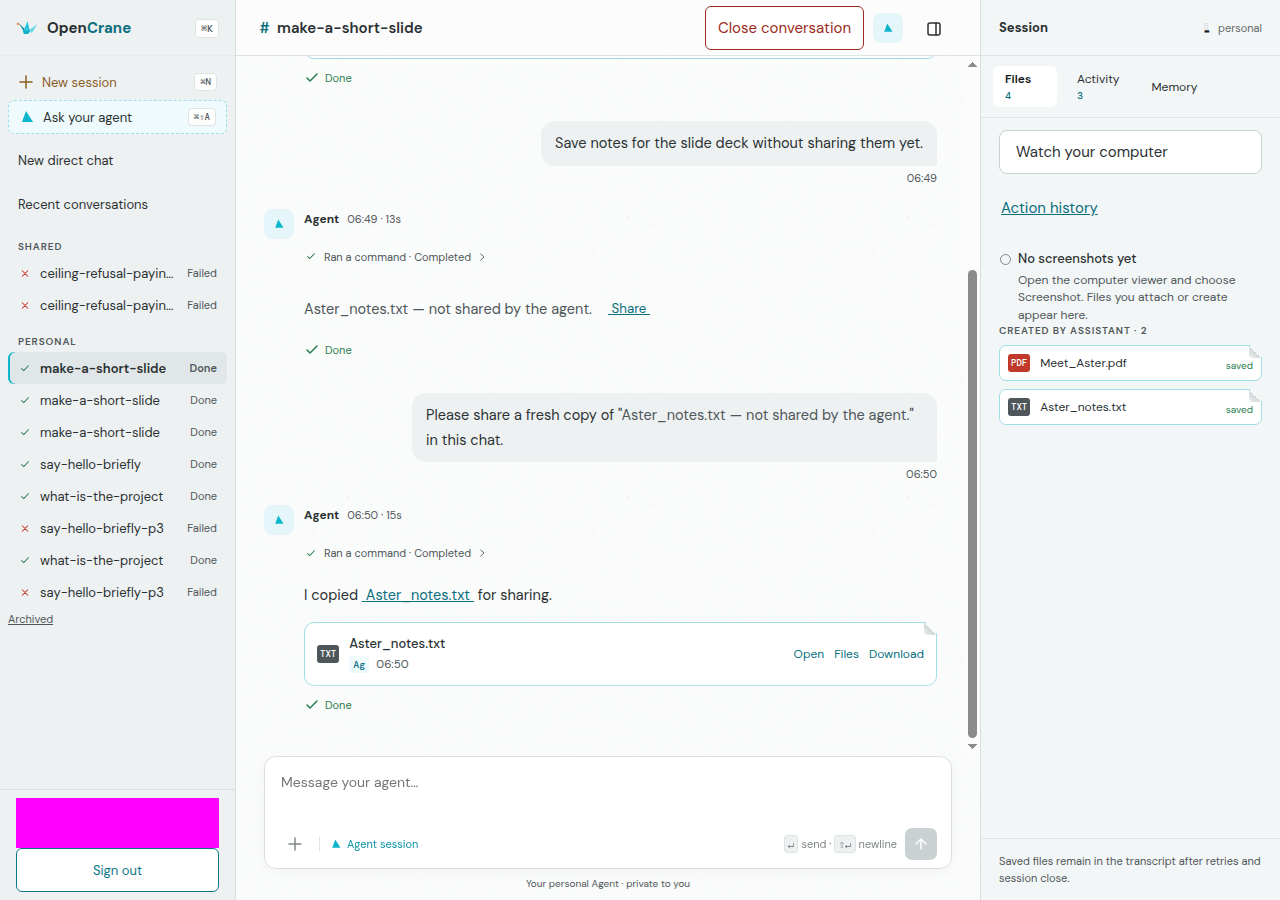 OpenCrane
⌘K
New session
⌘N
Ask your agent
⌘⇧A
New direct chat
Recent conversations
SHARED
ceiling-refusal-payin… Failed
ceiling-refusal-payin… Failed
PERSONAL
make-a-short-slide Done
make-a-short-slide Done
make-a-short-slide Done
say-hello-briefly Done
what-is-the-project Done
say-hello-briefly-p3 Failed
what-is-the-project Done
say-hello-briefly-p3 Failed
Archived
Sign out
# make-a-short-slide
Close conversation
Done
Save notes for the slide deck without sharing them yet.
06:49
Agent 06:49 · 13s
Ran a command · Completed
Aster_notes.txt — not shared by the agent. Share
Done
Please share a fresh copy of "Aster_notes.txt — not shared by the agent."
in this chat.
06:50
Agent 06:50 · 15s
Ran a command · Completed
I copied Aster_notes.txt for sharing.
TXT
Aster_notes.txt
Ag 06:50
Open Files Download
Done
Message your agent…
Agent session
↵ send · ⇧↵ newline
Your personal Agent · private to you
Session
personal
Files
4
Activity
3
Memory
Watch your computer
Action history
No screenshots yet
Open the computer viewer and choose
Screenshot. Files you attach or create
appear here.
CREATED BY ASSISTANT · 2
PDF Meet_Aster.pdf saved
TXT Aster_notes.txt saved
Saved files remain in the transcript after retries and
session close.